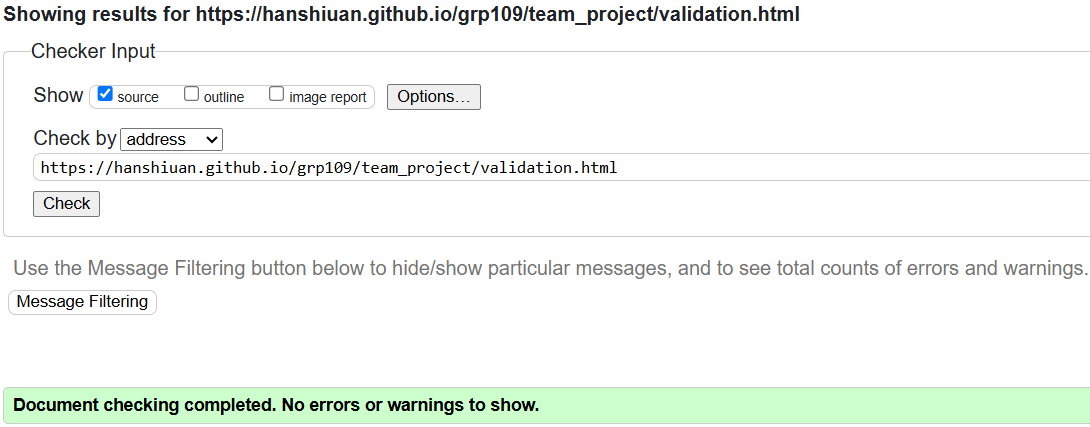 Showing results for https://hanshiuan.github.io/grp109/team_project/validation.html
Checker Input
Show source outline image report Options...
Check by address
https://hanshiuan.github.io/grp109/team_project/validation.html
Check
Use the Message Filtering button below to hide/show particular messages, and to see total counts of errors and warnings.
Message Filtering
Document checking completed. No errors or warnings to show.